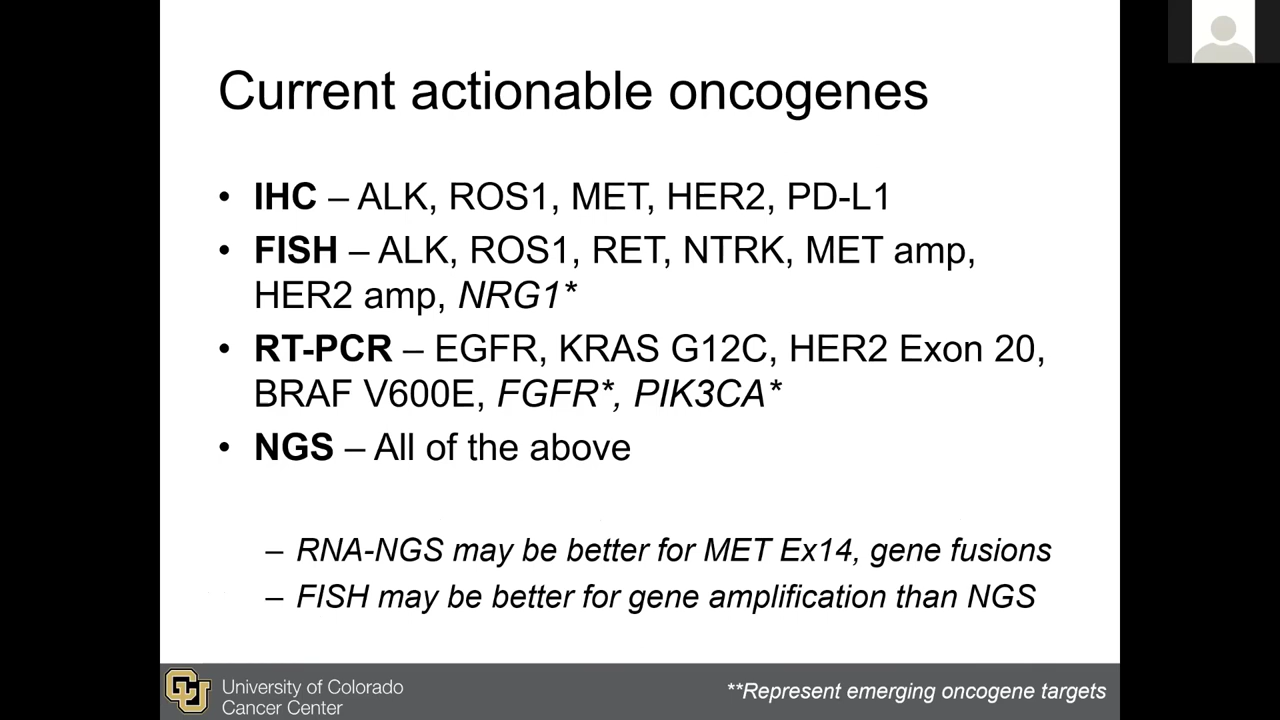 Current actionable oncogenes
• IHC – ALK, ROS1, MET, HER2, PD-L1
• FISH – ALK, ROS1, RET, NTRK, MET amp,
HER2 amp, NRG1*
• RT-PCR – EGFR, KRAS G12C, HER2 Exon 20,
BRAF V600E, FGFR*, PIK3CA*
• NGS – All of the above
– RNA-NGS may be better for MET Ex14, gene fusions
– FISH may be better for gene amplification than NGS
CU
University of Colorado
Cancer Center
**Represent emerging oncogene targets